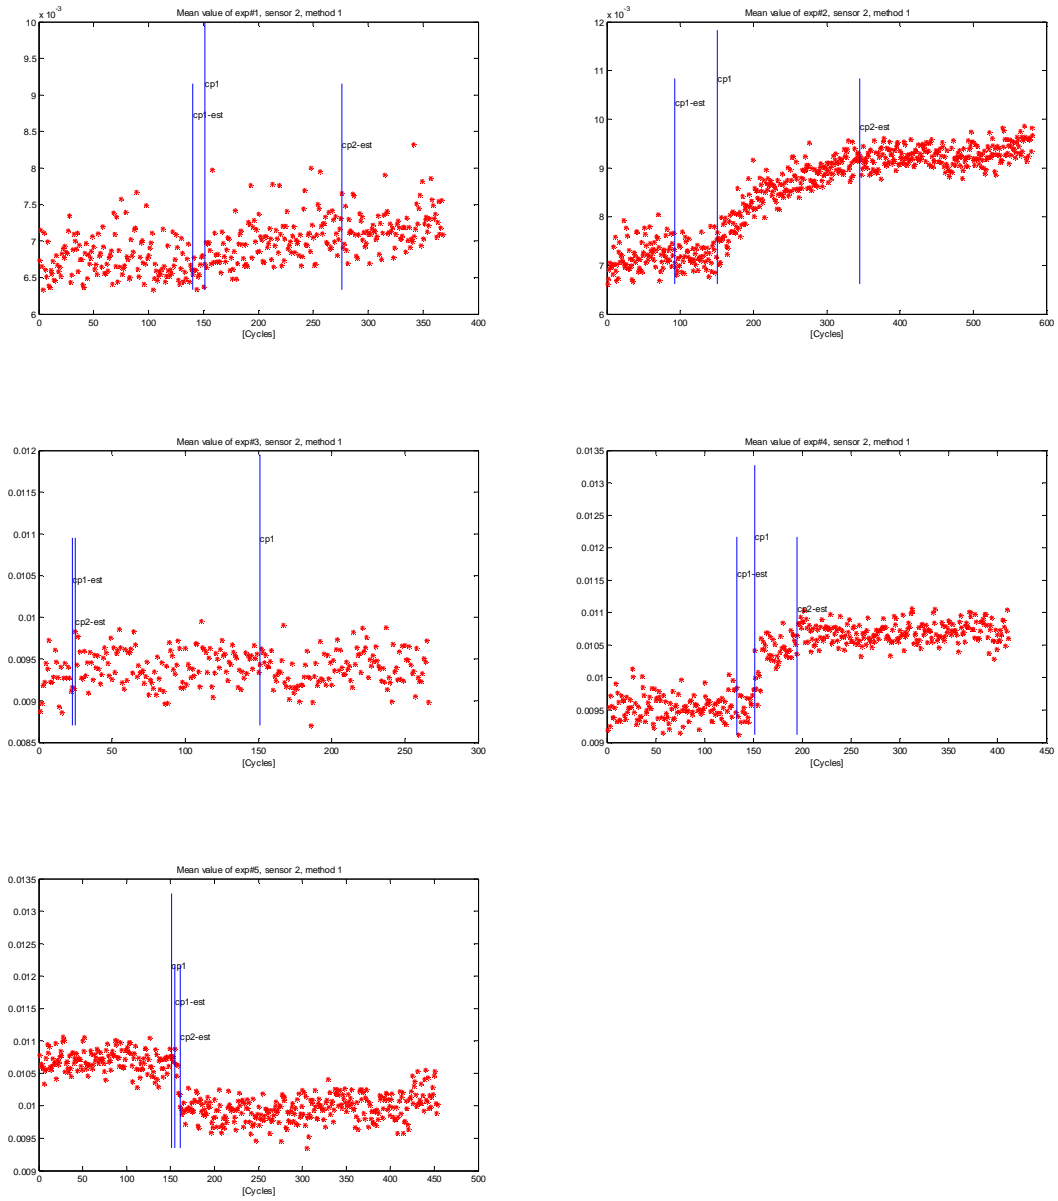 Mean value of exp#1, sensor 2, method 1
x 10^-3
10
9.5
9
8.5
8
7.5
7
6.5
6
cp1
cp1-est
cp2-est
0 50 100 150 200 250 300 350 400
[Cycles]
Mean value of exp#2, sensor 2, method 1
x 10^-3
12
11
10
9
8
7
6
cp1
cp1-est
cp2-est
0 100 200 300 400 500 600
[Cycles]
Mean value of exp#3, sensor 2, method 1
0.012
0.0115
0.011
0.0105
0.01
0.0095
0.009
0.0085
cp1
cp1-est
cp2-est
0 50 100 150 200 250 300
[Cycles]
Mean value of exp#4, sensor 2, method 1
0.0135
0.013
0.0125
0.012
0.0115
0.011
0.0105
0.01
0.0095
0.009
cp1
cp1-est
cp2-est
0 50 100 150 200 250 300 350 400 450
[Cycles]
Mean value of exp#5, sensor 2, method 1
0.0135
0.013
0.0125
0.012
0.0115
0.011
0.0105
0.01
0.0095
0.009
cp1
cp1-est
cp2-est
0 50 100 150 200 250 300 350 400 450 500
[Cycles]